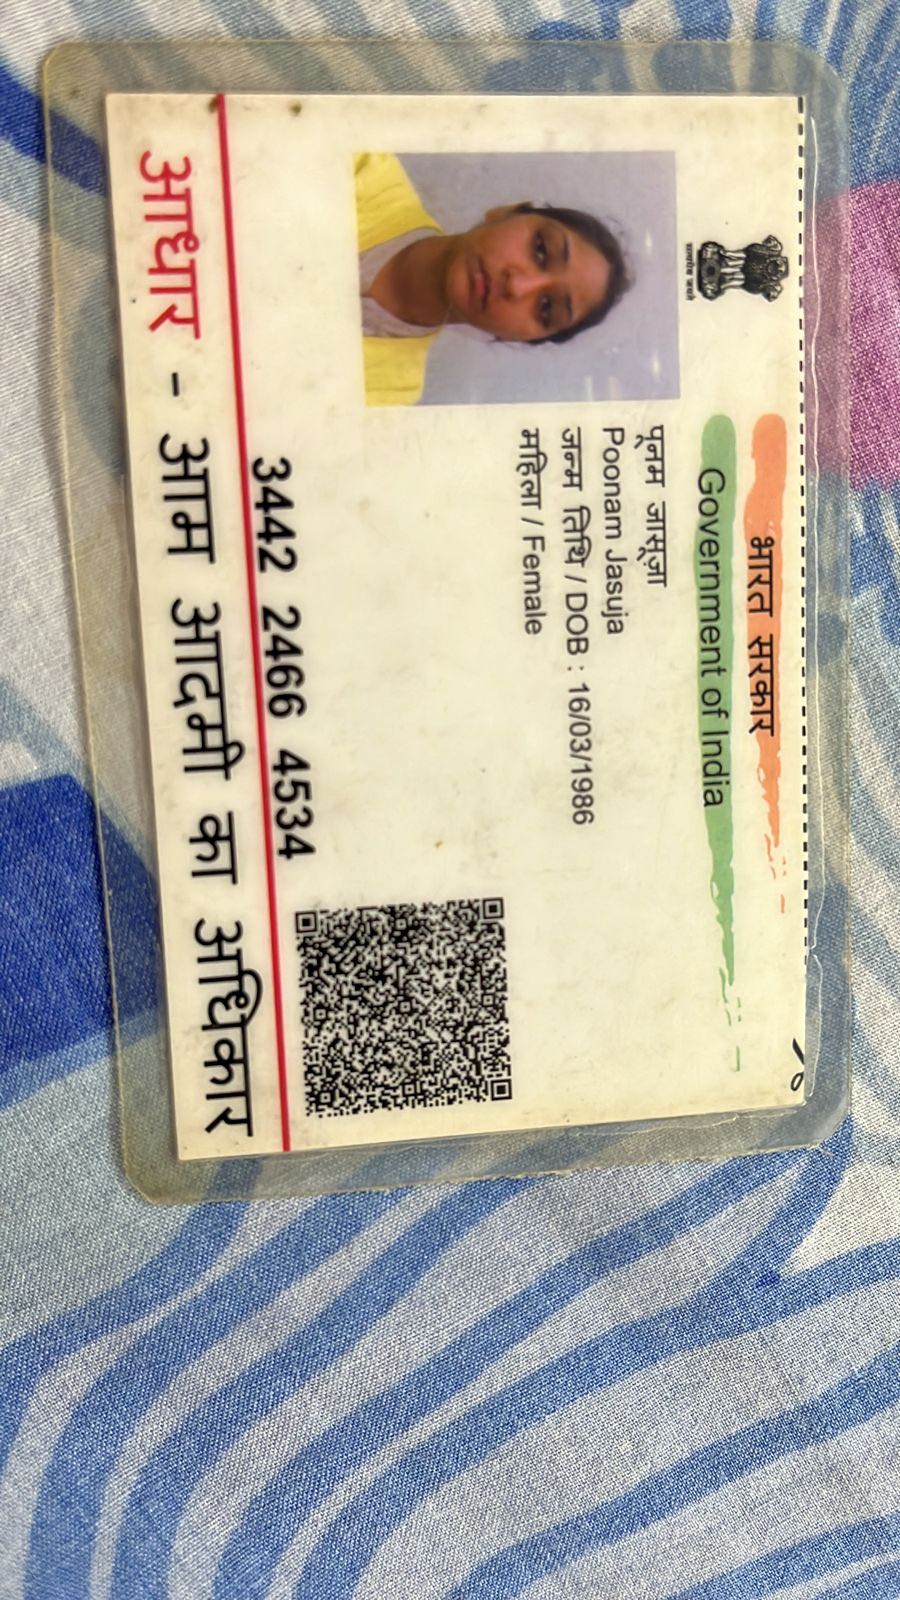 भारत सरकार
Government of India
पूनम जासूजा
Poonam Jasuja
जन्म तिथि / DOB : 16/03/1986
महिला / Female
3442 2466 4534
आधार - आम आदमी का अधिकार